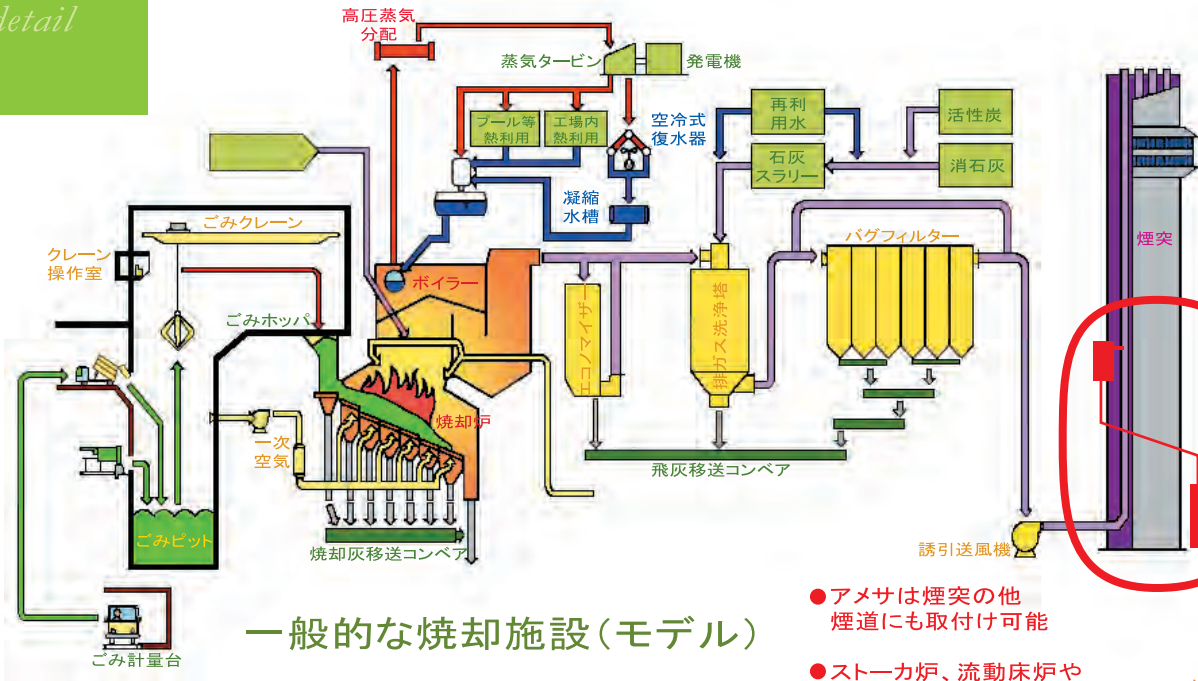 detail
高圧蒸気
分配
蒸気タービン
発電機
プール等
熱利用
工場内
熱利用
空冷式
復水器
再利
用水
活性炭
石灰
スラリー
消石灰
凝縮
水槽
ごみクレーン
クレーン
操作室
ボイラー
バグフィルター
煙突
ごみホッパ
エコノマイザー
排ガス洗浄塔
焼却炉
一次
空気
飛灰移送コンベア
ごみピット
焼却灰移送コンベア
誘引送風機
ごみ計量台
一般的な焼却施設(モデル)
●アメサは煙突の他
煙道にも取付け可能
●ストーカ炉、流動床炉や